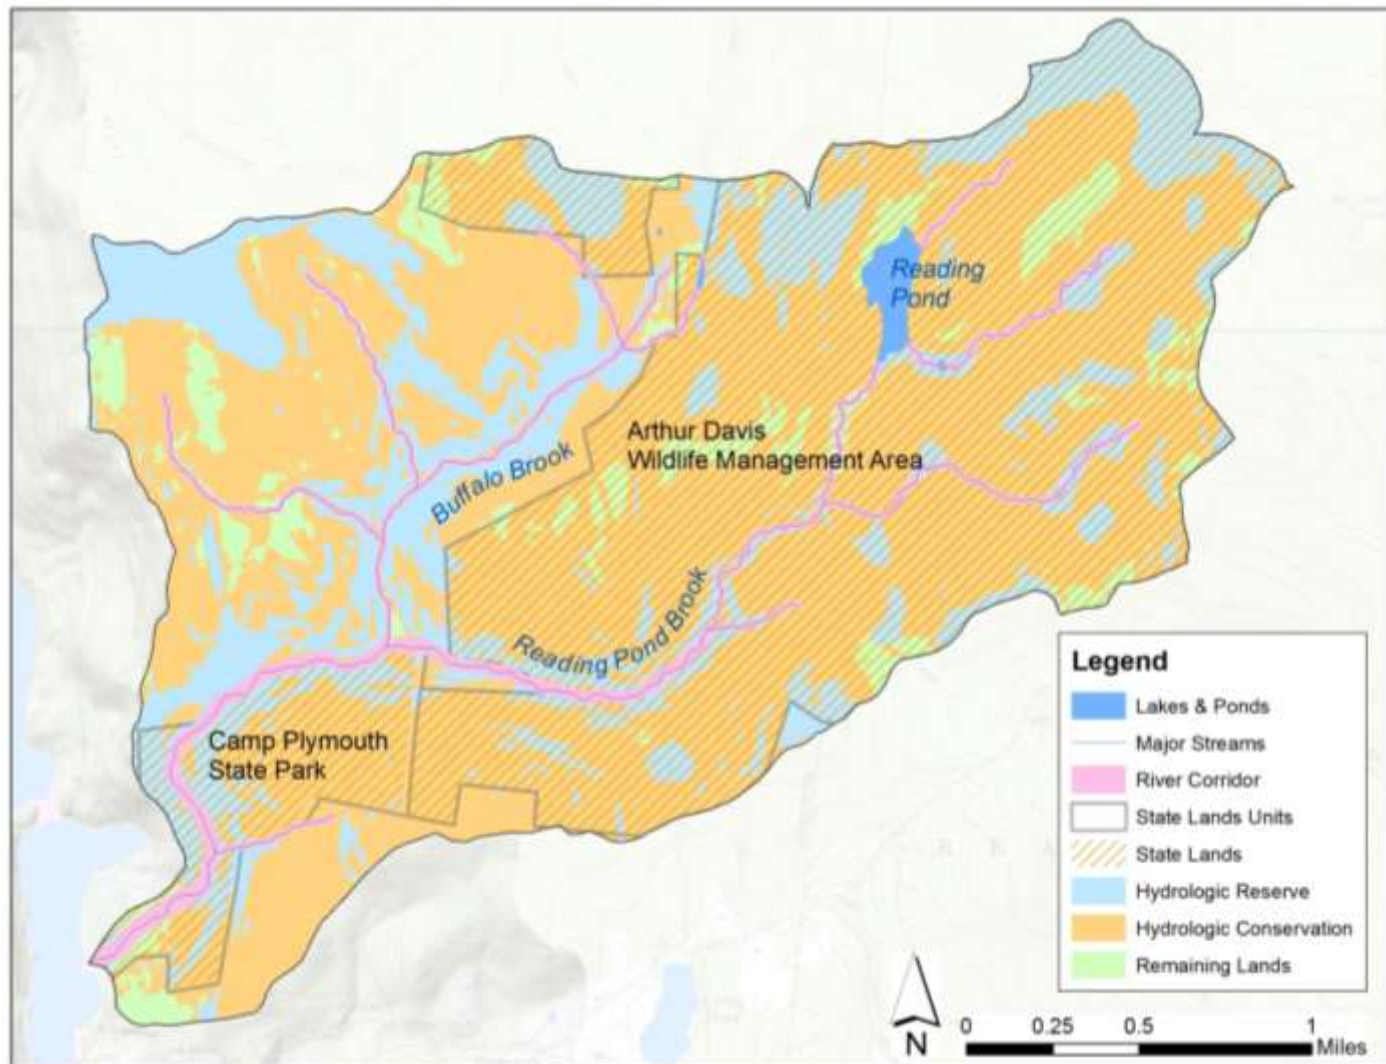 Reading
Pond
Arthur Davis
Wildlife Management Area
Buffalo Brook
Reading Pond Brook
Camp Plymouth
State Park
Legend
Lakes & Ponds
Major Streams
River Corridor
State Lands Units
State Lands
Hydrologic Reserve
Hydrologic Conservation
Remaining Lands
N
0 0.25 0.5 1
Miles